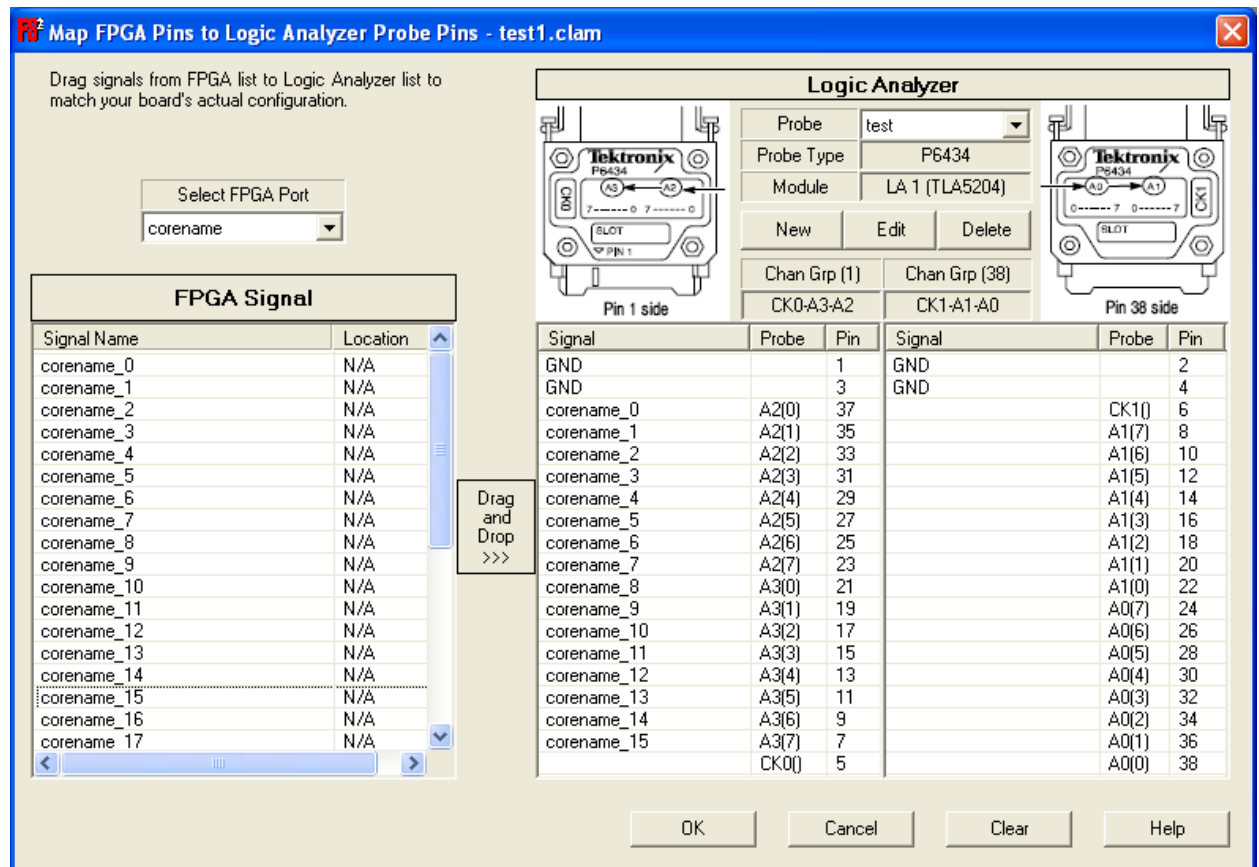 FS2 Map FPGA Pins to Logic Analyzer Probe Pins - test1.clam
Drag signals from FPGA list to Logic Analyzer list to
match your board's actual configuration.
Select FPGA Port
corename
FPGA Signal
Signal Name Location
corename_0 N/A
corename_1 N/A
corename_2 N/A
corename_3 N/A
corename_4 N/A
corename_5 N/A
corename_6 N/A
corename_7 N/A
corename_8 N/A
corename_9 N/A
corename_10 N/A
corename_11 N/A
corename_12 N/A
corename_13 N/A
corename_14 N/A
corename_15 N/A
corename_16 N/A
corename_17 N/A
Drag
and
Drop
>>>
Logic Analyzer
Tektronix
P6434
A3 A2
CK0
7------0 7------0
SLOT
PIN 1
Pin 1 side
Probe test
Probe Type P6434
Module LA 1 (TLA5204)
New Edit Delete
Chan Grp (1) Chan Grp (38)
CK0-A3-A2 CK1-A1-A0
Tektronix
P6434
A0 A1
CK1
0------7 0------7
SLOT
Pin 38 side
Signal Probe Pin Signal Probe Pin
GND 1 GND 2
GND 3 GND 4
corename_0 A2(0) 37 CK1() 6
corename_1 A2(1) 35 A1(7) 8
corename_2 A2(2) 33 A1(6) 10
corename_3 A2(3) 31 A1(5) 12
corename_4 A2(4) 29 A1(4) 14
corename_5 A2(5) 27 A1(3) 16
corename_6 A2(6) 25 A1(2) 18
corename_7 A2(7) 23 A1(1) 20
corename_8 A3(0) 21 A1(0) 22
corename_9 A3(1) 19 A0(7) 24
corename_10 A3(2) 17 A0(6) 26
corename_11 A3(3) 15 A0(5) 28
corename_12 A3(4) 13 A0(4) 30
corename_13 A3(5) 11 A0(3) 32
corename_14 A3(6) 9 A0(2) 34
corename_15 A3(7) 7 A0(1) 36
CK0() 5 A0(0) 38
OK Cancel Clear Help